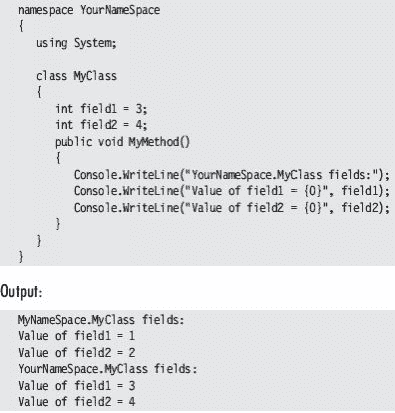 namespace YourNameSpace
{
using System;
class MyClass
{
int field1 = 3;
int field2 = 4;
public void MyMethod()
{
Console.WriteLine("YourNameSpace.MyClass fields:");
Console.WriteLine("Value of field1 = {0}", field1);
Console.WriteLine("Value of field2 = {0}", field2);
}
}
}
Output:
MyNameSpace.MyClass fields:
Value of field1 = 1
Value of field2 = 2
YourNameSpace.MyClass fields:
Value of field1 = 3
Value of field2 = 4